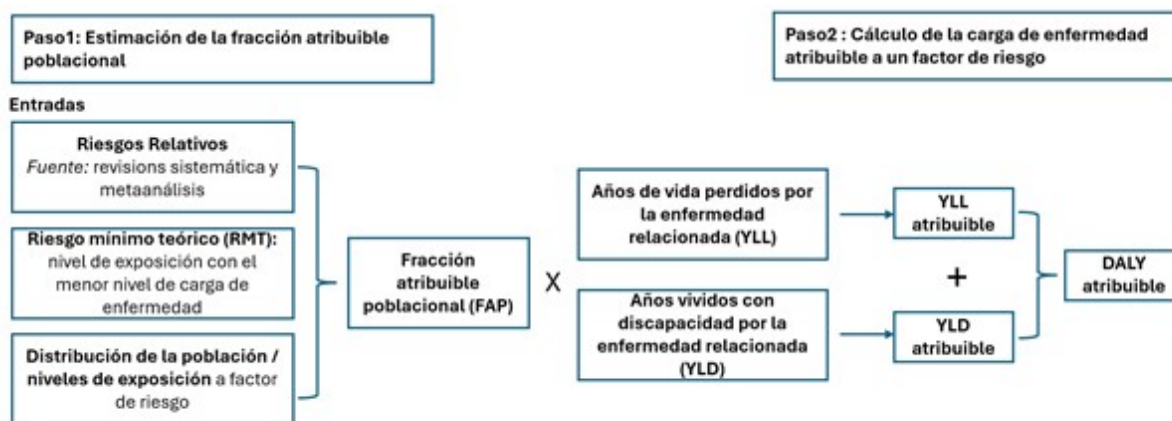 Paso1: Estimación de la fracción atribuible
poblacional
Paso2 : Cálculo de la carga de enfermedad
atribuible a un factor de riesgo
Entradas
Riesgos Relativos
Fuente: revisions sistemática y
metaanálisis
Riesgo mínimo teórico (RMT):
nivel de exposición con el
menor nivel de carga de
enfermedad
Distribución de la población /
niveles de exposición a factor
de riesgo
Fracción
atribuible
poblacional (FAP)
X
Años de vida perdidos por
la enfermedad
relacionada (YLL)
Años vividos con
discapacidad por la
enfermedad relacionada
(YLD)
YLL
atribuible
+
YLD
atribuible
DALY
atribuible